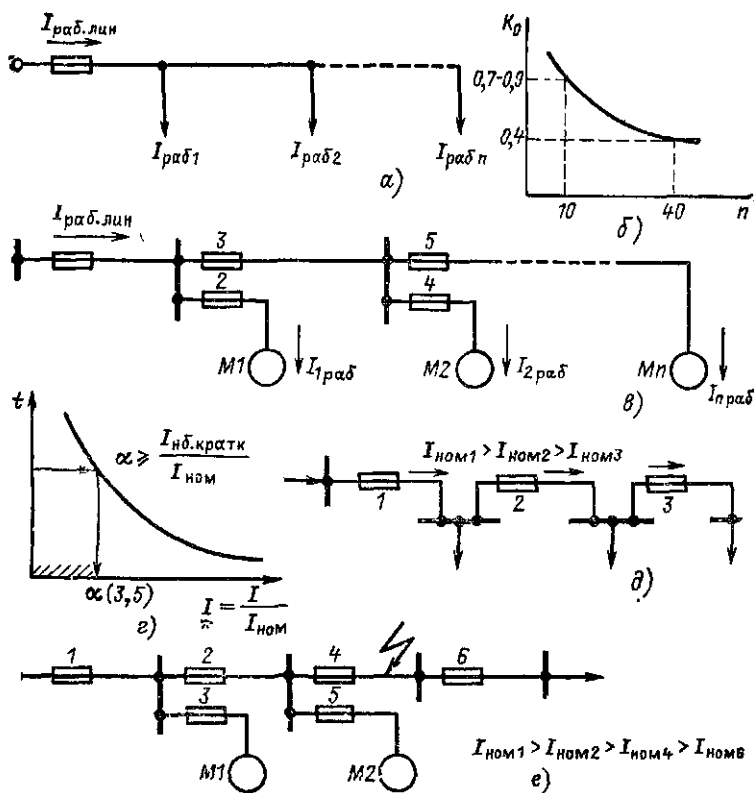 I раб.лин
I раб1
I раб2
I раб n
а)
K₀
0,7-0,9
0,4
10
40
n
б)
I раб.лин
3
5
2
4
M1
I 1раб
M2
I 2раб
Mn
I n раб
в)
t
α ≥ I нб.кратк / I ном
α(3,5)
I = I / I ном
г)
I ном1 > I ном2 > I ном3
1
2
3
д)
1
2
4
6
3
5
M1
M2
I ном1 > I ном2 > I ном4 > I ном6
е)